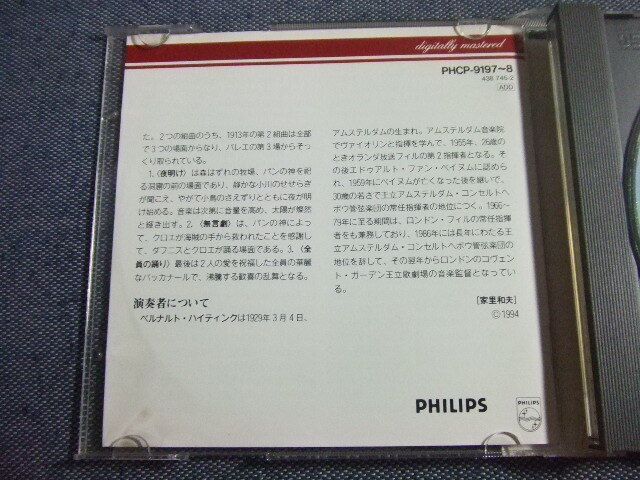 digitally mastered
PHCP-9197~8
438 745-2
ADD
た。2つの組曲のうち、1913年の第2組曲は全部
で3つの場面からなり、バレエの第3場からそっ
くり取られている。
1.〈夜明け〉は森はずれの牧場、パンの神を祀
る洞窟の前の場面であり、静かな小川のせせらぎ
が聞こえ、やがて小鳥のさえずりとともに夜が明
け始める。音楽は次第に音量を高め、太陽が燦然
と輝き出す。2.〈無言劇〉は、パンの神によっ
て、クロエが海賊の手から救われたことを感謝し
て、ダフニスとクロエが踊る場面である。3.〈全
員の踊り〉最後は2人の愛を祝福した全員の華麗
なバッカナールで、沸騰する歓喜の乱舞となる。
演奏者について
ベルナルト・ハイティンクは1929年3月4日、
アムステルダムの生まれ。アムステルダム音楽院
でヴァイオリンと指揮を学んで、1955年、26歳の
ときオランダ放送フィルの第2指揮者となる。そ
の後エドゥアルト・ファン・ベイヌムに認めら
れ、1959年にベイヌムが亡くなった後を継いで、
30歳の若さで王立アムステルダム・コンセルトヘ
ボウ管弦楽団の常任指揮者の地位につく。1966~
79年に至る期間は、ロンドン・フィルの常任指揮
者をも兼務しており、1986年には長年にわたる王
立アムステルダム・コンセルトヘボウ管弦楽団の
地位を辞して、その翌年からロンドンのコヴェン
ト・ガーデン王立歌劇場の音楽監督となってい
る。
〔家里和夫〕
©1994
PHILIPS
PHILIPS